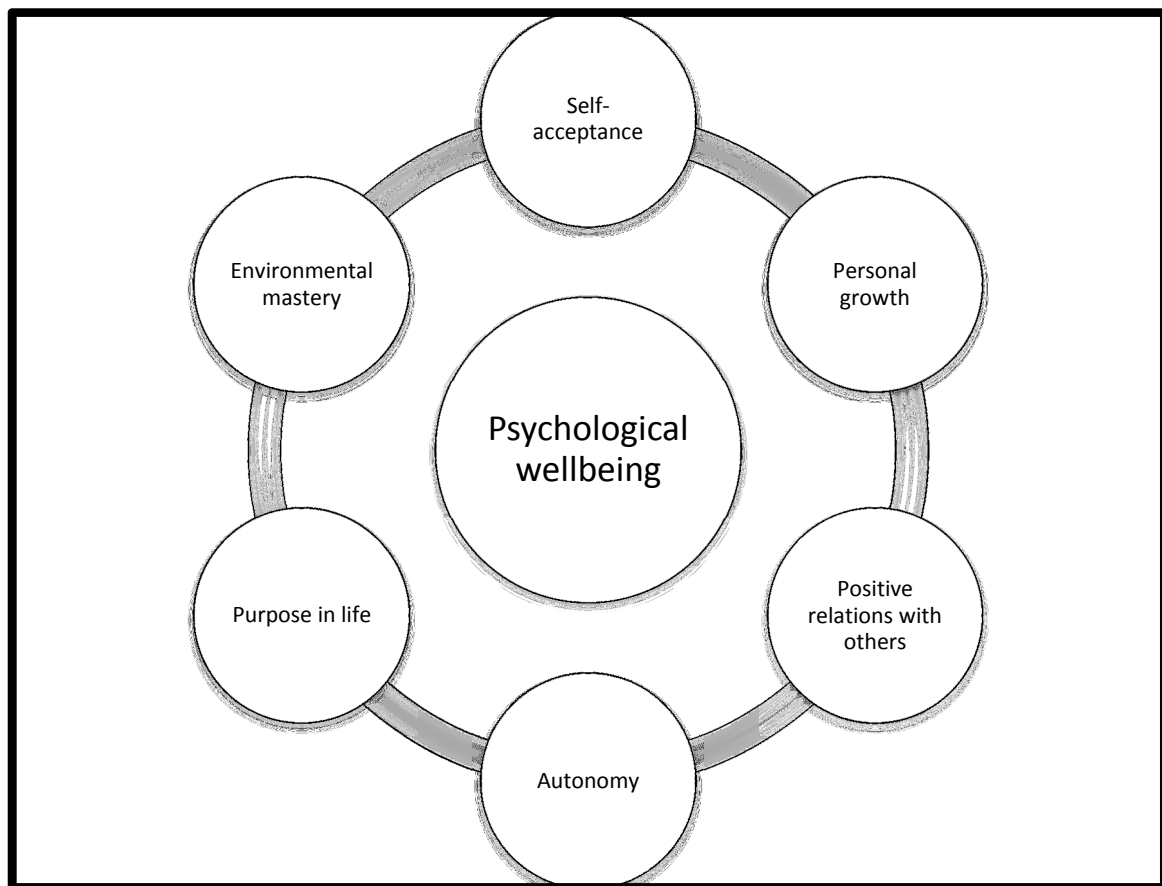 Self-
acceptance
Environmental
mastery
Personal
growth
Psychological
wellbeing
Purpose in life
Positive
relations with
others
Autonomy